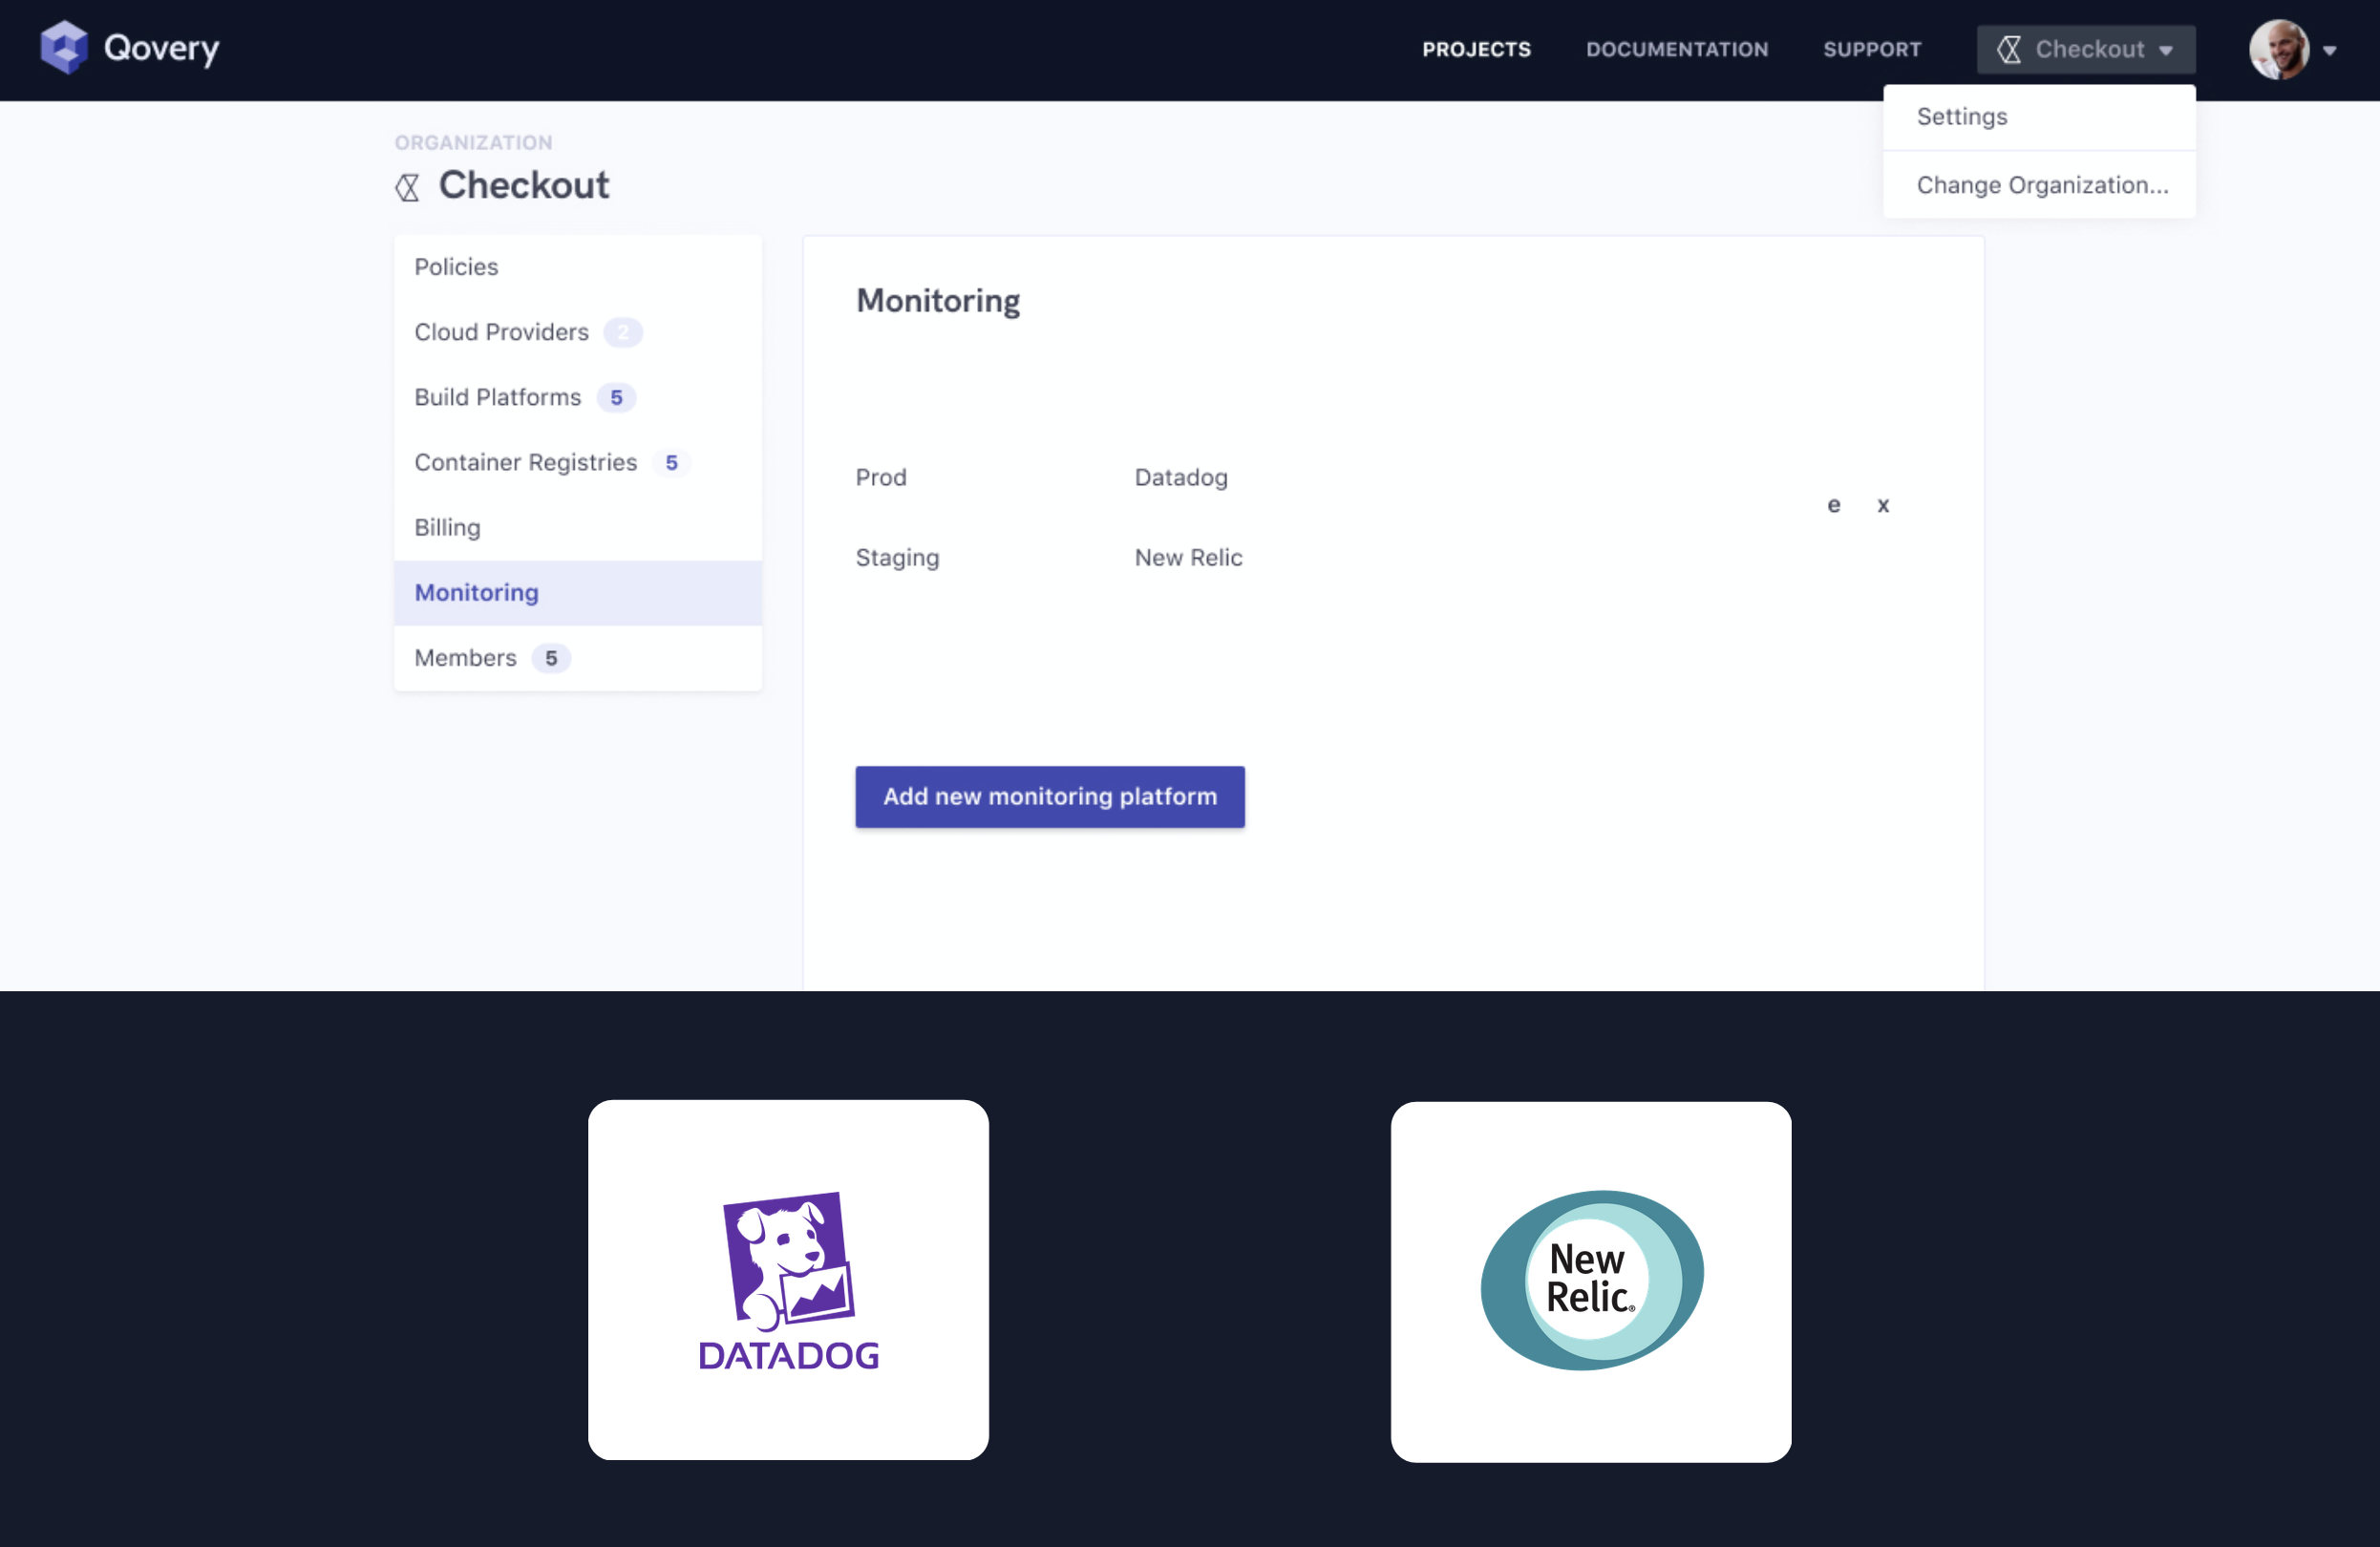 Qovery
PROJECTS DOCUMENTATION SUPPORT Checkout
Settings
Change Organization...
ORGANIZATION
Checkout
Policies
Cloud Providers 2
Build Platforms 5
Container Registries 5
Billing
Monitoring
Members 5
Monitoring
Prod Datadog
e x
Staging New Relic
Add new monitoring platform
DATADOG
New
Relic®